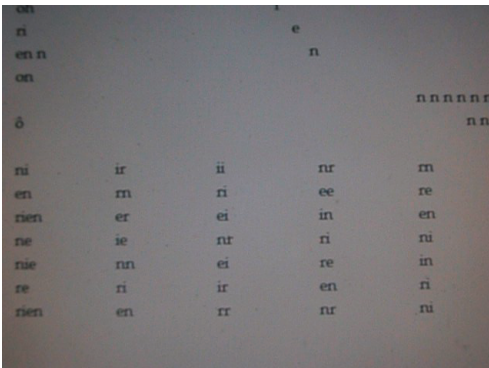 on
ri e
en n n
on
n n n n n
ô n n
ni ir ii nr rn
en rn ri ee re
rien er ei in en
ne ie nr ri ni
nie nn ei re in
re ri ir en ri
rien en rr nr ni